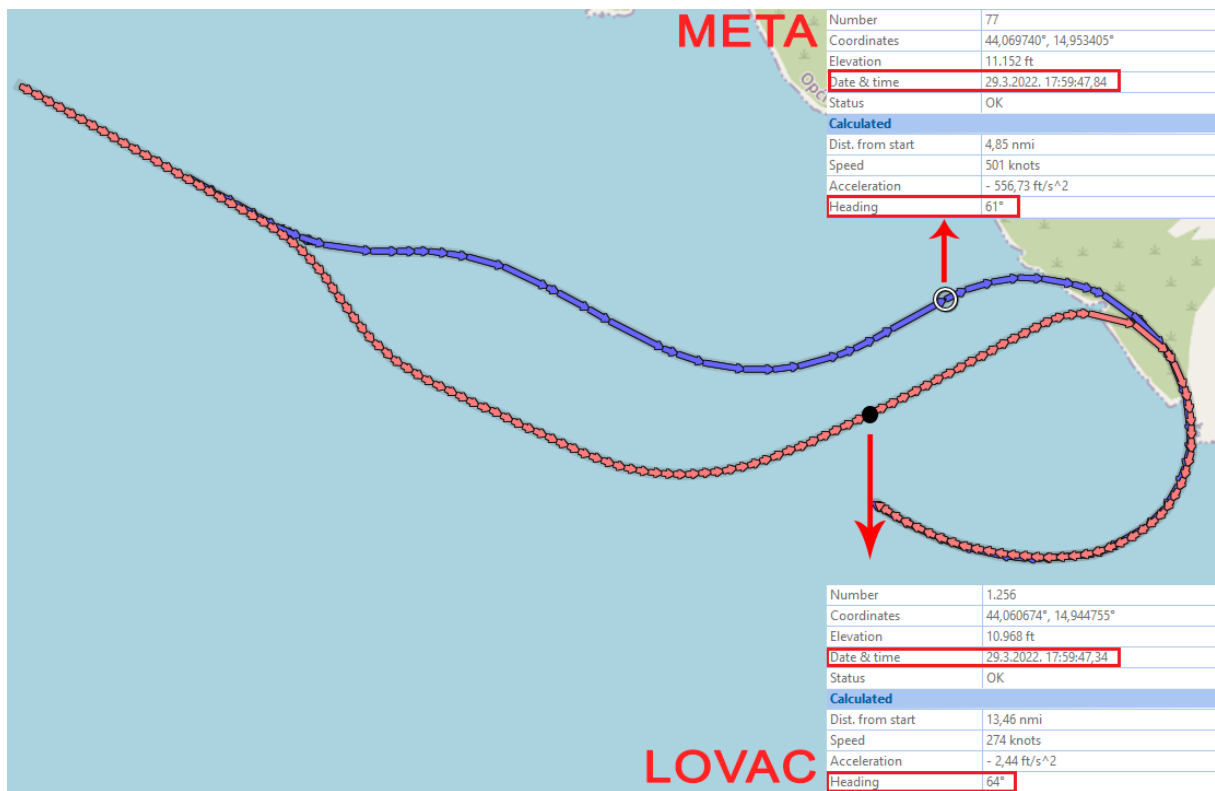 META
Number 77
Coordinates 44,069740°, 14,953405°
Elevation 11.152 ft
Date & time 29.3.2022. 17:59:47,84
Status OK
Calculated
Dist. from start 4,85 nmi
Speed 501 knots
Acceleration - 556,73 ft/s^2
Heading 61°
Number 1.256
Coordinates 44,060674°, 14,944755°
Elevation 10.968 ft
Date & time 29.3.2022. 17:59:47,34
Status OK
Calculated
Dist. from start 13,46 nmi
Speed 274 knots
Acceleration - 2,44 ft/s^2
Heading 64°
LOVAC